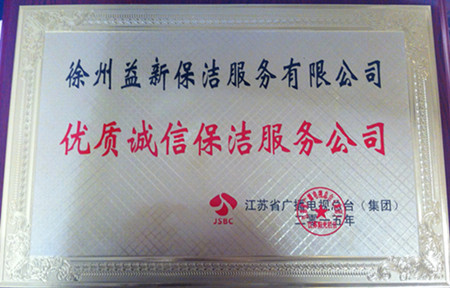 徐州益新保洁服务有限公司
优质诚信保洁服务公司
JSBC
江苏省广播电视总台（集团）
二零一五年